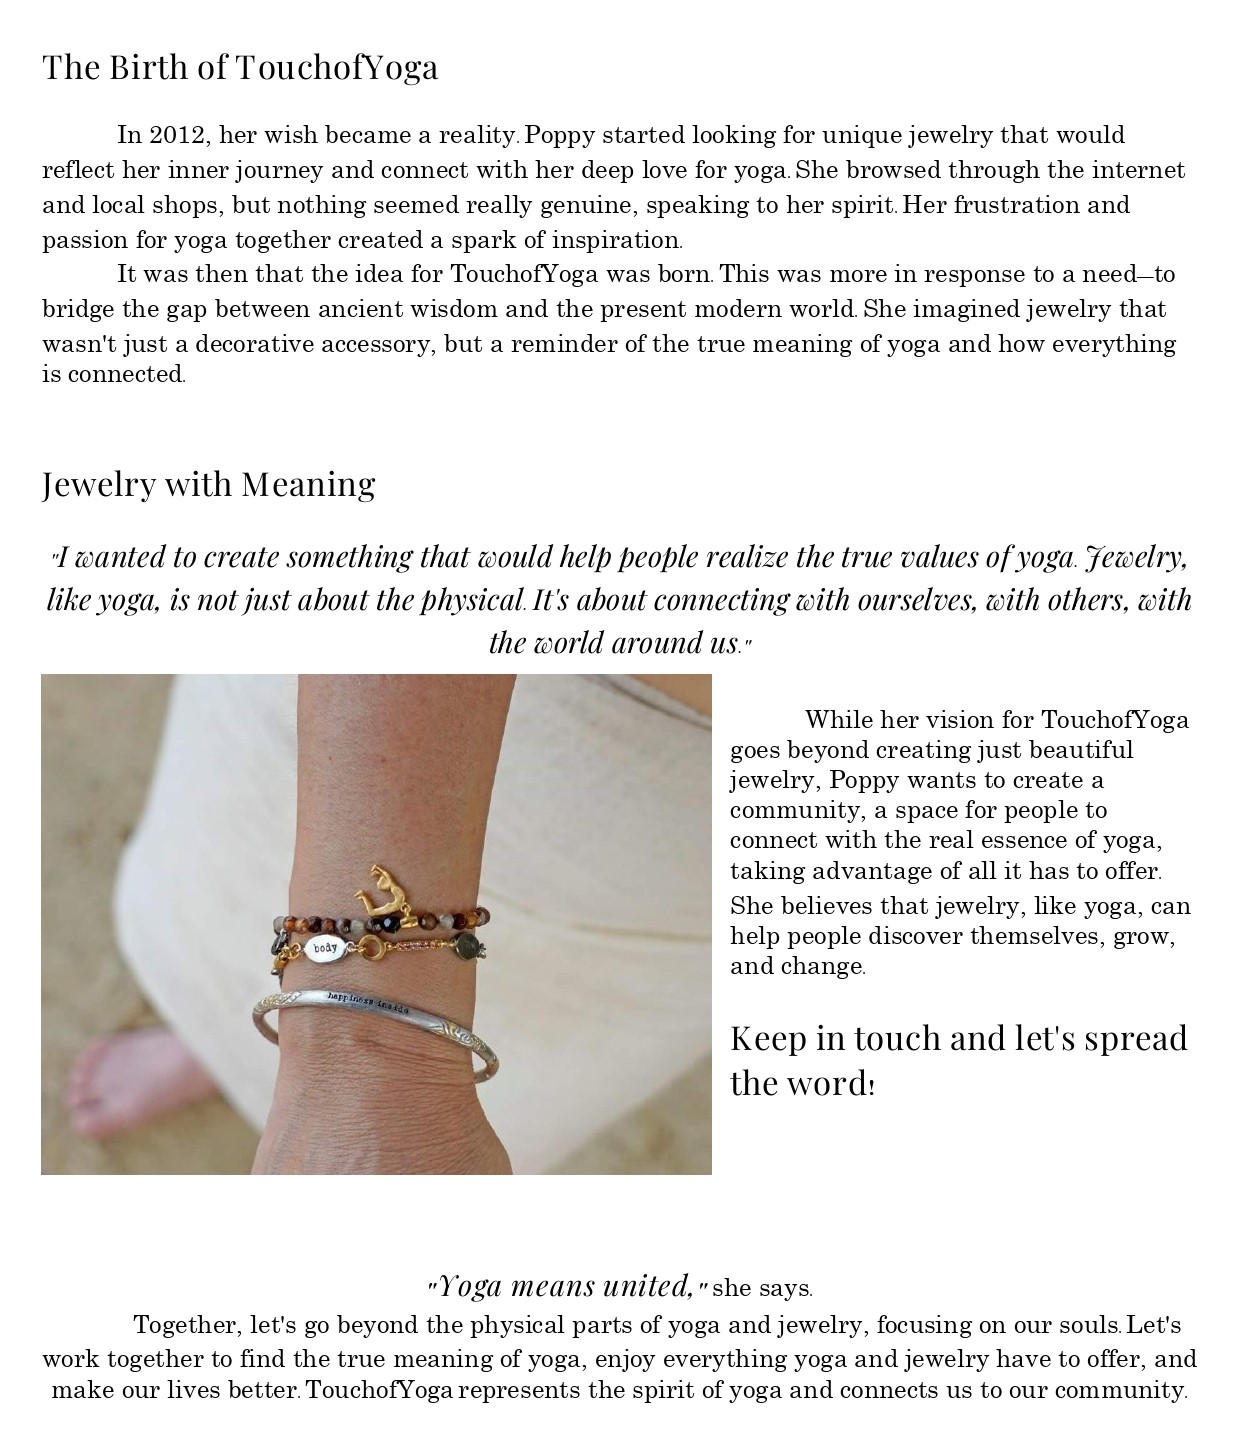 The Birth of TouchofYoga
In 2012, her wish became a reality. Poppy started looking for unique jewelry that would
reflect her inner journey and connect with her deep love for yoga. She browsed through the internet
and local shops, but nothing seemed really genuine, speaking to her spirit. Her frustration and
passion for yoga together created a spark of inspiration.
It was then that the idea for TouchofYoga was born. This was more in response to a need—to
bridge the gap between ancient wisdom and the present modern world. She imagined jewelry that
wasn't just a decorative accessory, but a reminder of the true meaning of yoga and how everything
is connected.
Jewelry with Meaning
"I wanted to create something that would help people realize the true values of yoga. Jewelry,
like yoga, is not just about the physical. It's about connecting with ourselves, with others, with
the world around us."
body
happiness inside
While her vision for TouchofYoga
goes beyond creating just beautiful
jewelry, Poppy wants to create a
community, a space for people to
connect with the real essence of yoga,
taking advantage of all it has to offer.
She believes that jewelry, like yoga, can
help people discover themselves, grow,
and change.
Keep in touch and let's spread
the word!
"Yoga means united," she says.
Together, let's go beyond the physical parts of yoga and jewelry, focusing on our souls. Let's
work together to find the true meaning of yoga, enjoy everything yoga and jewelry have to offer, and
make our lives better. TouchofYoga represents the spirit of yoga and connects us to our community.